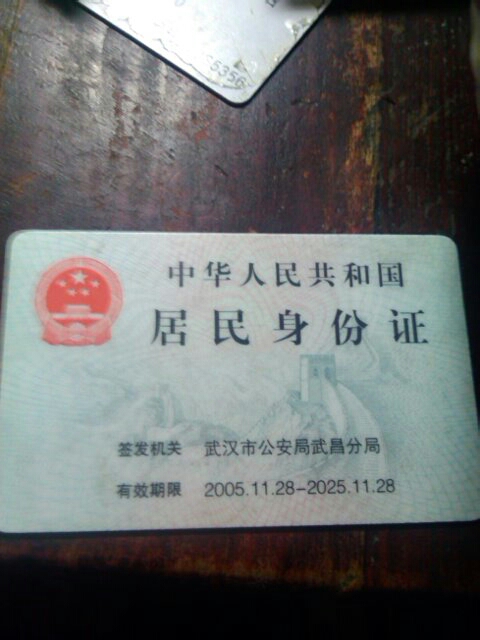 5356
中华人民共和国
居民身份证
签发机关 武汉市公安局武昌分局
有效期限 2005.11.28-2025.11.28